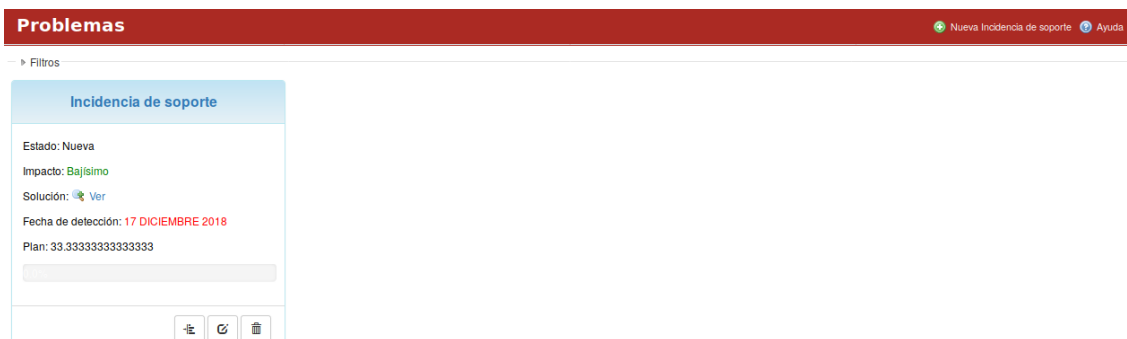 Problemas
Nueva Incidencia de soporte Ayuda
Filtros
Incidencia de soporte
Estado: Nueva
Impacto: Bajísimo
Solución: Ver
Fecha de detección: 17 DICIEMBRE 2018
Plan: 33.33333333333333